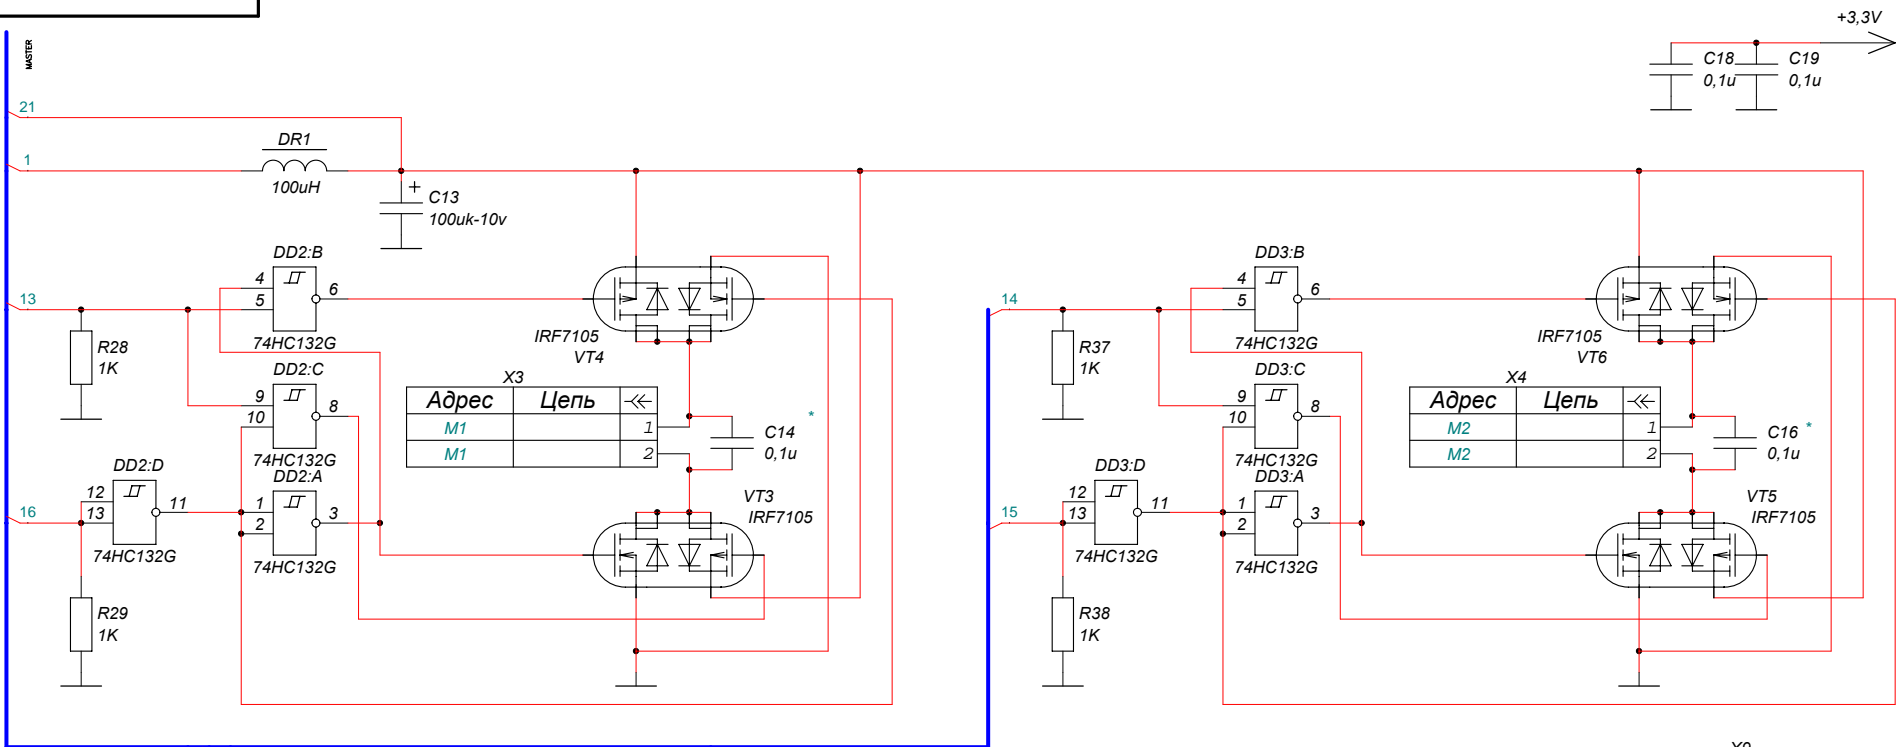 +3,3V
MASTER
C18
0,1u
C19
0,1u
21
DR1
1
100uH
+
C13
100uk-10v
DD2:B
4
5
6
74HC132G
13
R28
1K
IRF7105
VT4
DD2:C
9
10
8
74HC132G
X3
Адрес Цепь
M1 1
M1 2
C14 *
0,1u
DD2:D
12
13
11
74HC132G
16
DD2:A
1
2
3
74HC132G
VT3
IRF7105
R29
1K
14
DD3:B
4
5
6
74HC132G
R37
1K
IRF7105
VT6
DD3:C
9
10
8
74HC132G
X4
Адрес Цепь
M2 1
M2 2
C16 *
0,1u
DD3:D
12
13
11
74HC132G
15
DD3:A
1
2
3
74HC132G
VT5
IRF7105
R38
1K